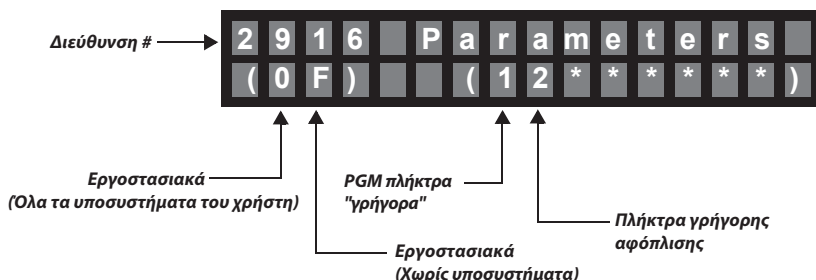 Διεύθυνση #
2916 Parameters
(0F) (12******)
Εργοστασιακά
(Όλα τα υποσυστήματα του χρήστη)
PGM πλήκτρα
"γρήγορα"
Πλήκτρα γρήγορης
αφόπλισης
Εργοστασιακά
(Χωρίς υποσυστήματα)